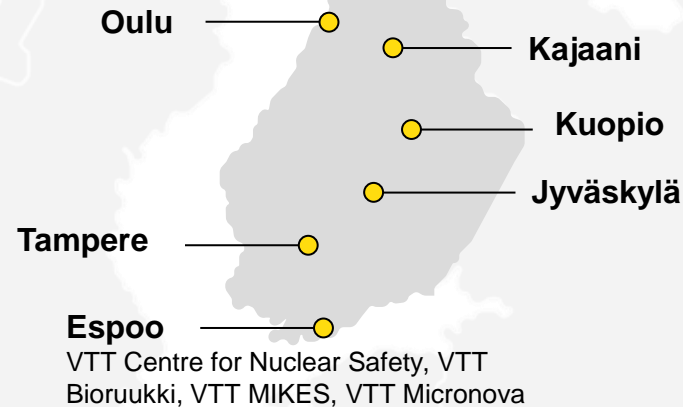 Oulu
Kajaani
Kuopio
Jyväskylä
Tampere
Espoo
VTT Centre for Nuclear Safety, VTT
Bioruukki, VTT MIKES, VTT Micronova